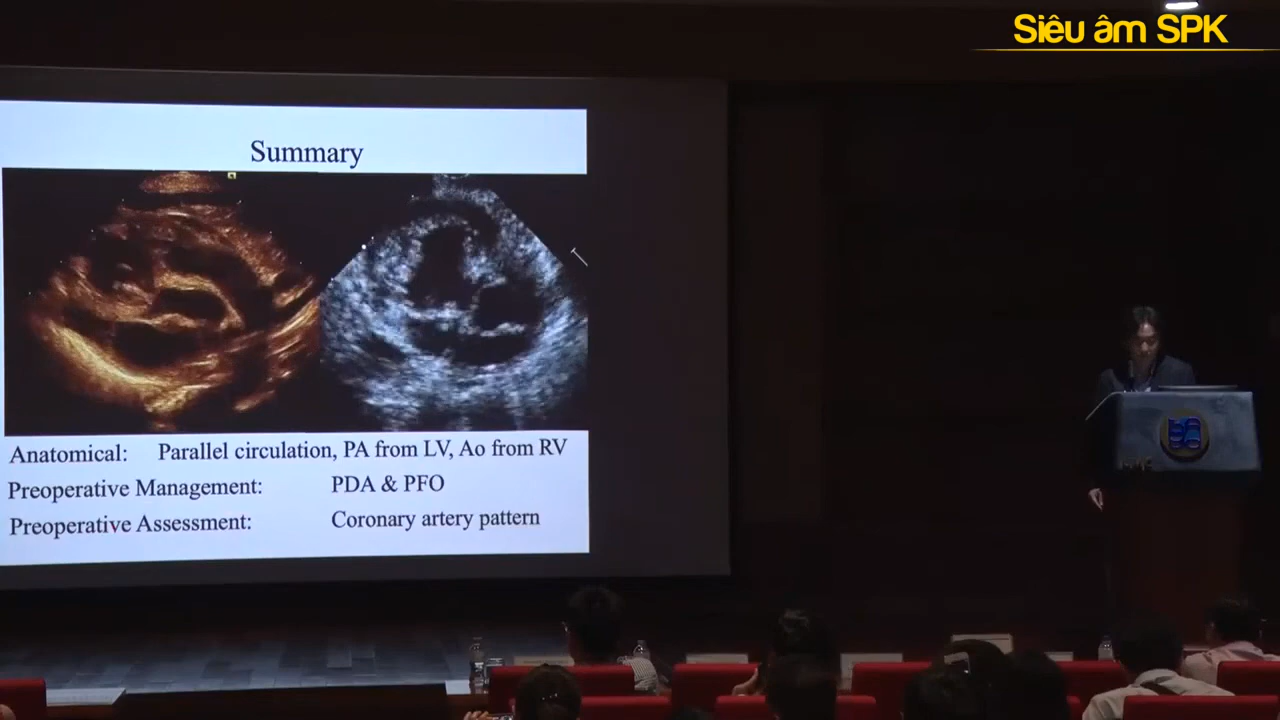 Siêu âm SPK
Summary
Anatomical: Parallel circulation, PA from LV, Ao from RV
Preoperative Management: PDA & PFO
Preoperative Assessment: Coronary artery pattern